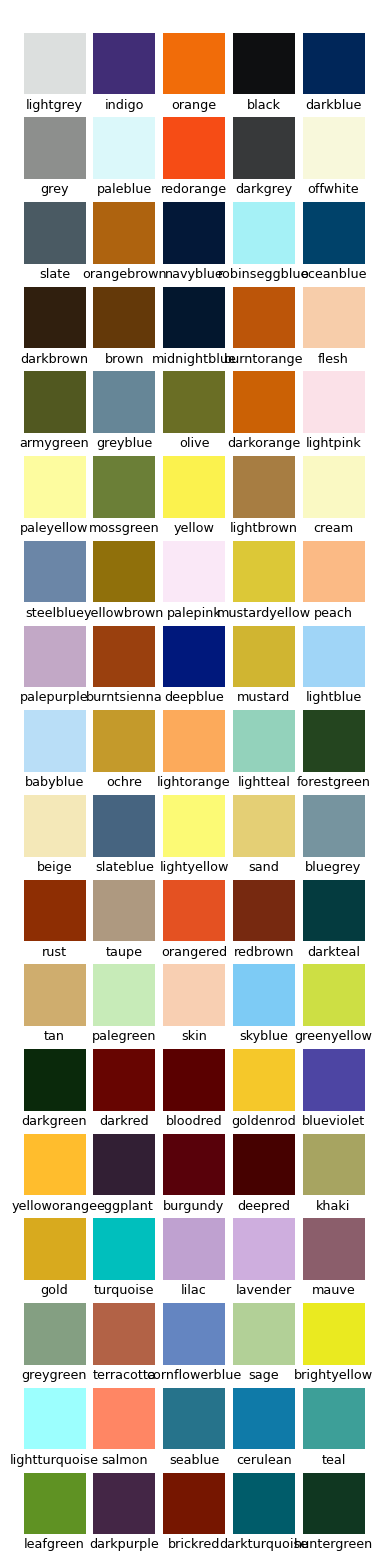 lightgrey indigo orange black darkblue
grey paleblue redorange darkgrey offwhite
slate orangebrown navyblue robinseggblue oceanblue
darkbrown brown midnightblue burntorange flesh
armygreen greyblue olive darkorange lightpink
paleyellow mossgreen yellow lightbrown cream
steelblue yellowbrown palepink mustardyellow peach
palepurple burntsienna deepblue mustard lightblue
babyblue ochre lightorange lightteal forestgreen
beige slateblue lightyellow sand bluegrey
rust taupe orangered redbrown darkteal
tan palegreen skin skyblue greenyellow
darkgreen darkred bloodred goldenrod blueviolet
yelloworange eggplant burgundy deepred khaki
gold turquoise lilac lavender mauve
greygreen terracotta cornflowerblue sage brightyellow
lightturquoise salmon seablue cerulean teal
leafgreen darkpurple brickred darkturquoise huntergreen